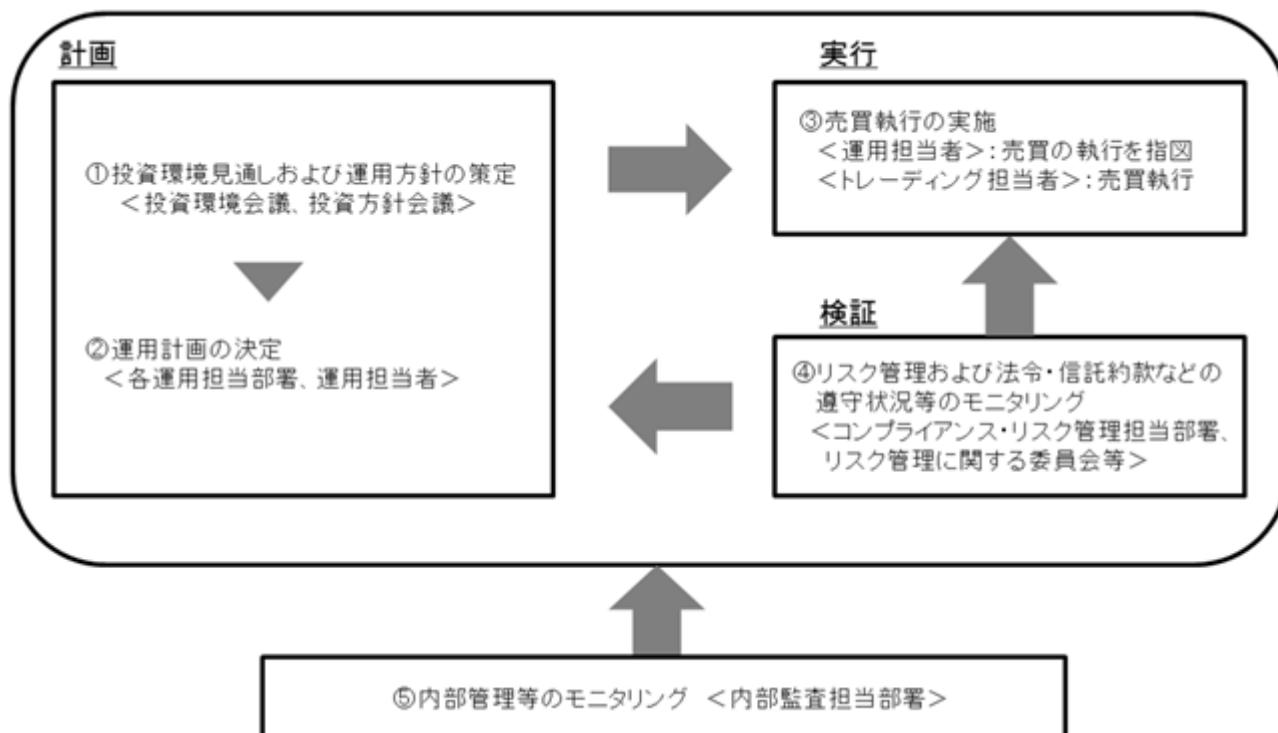 計画
①投資環境見通しおよび運用方針の策定
＜投資環境会議、投資方針会議＞
②運用計画の決定
＜各運用担当部署、運用担当者＞
実行
③売買執行の実施
＜運用担当者＞：売買の執行を指図
＜トレーディング担当者＞：売買執行
検証
④リスク管理および法令・信託約款などの
遵守状況等のモニタリング
＜コンプライアンス・リスク管理担当部署、
リスク管理に関する委員会等＞
⑤内部管理等のモニタリング ＜内部監査担当部署＞